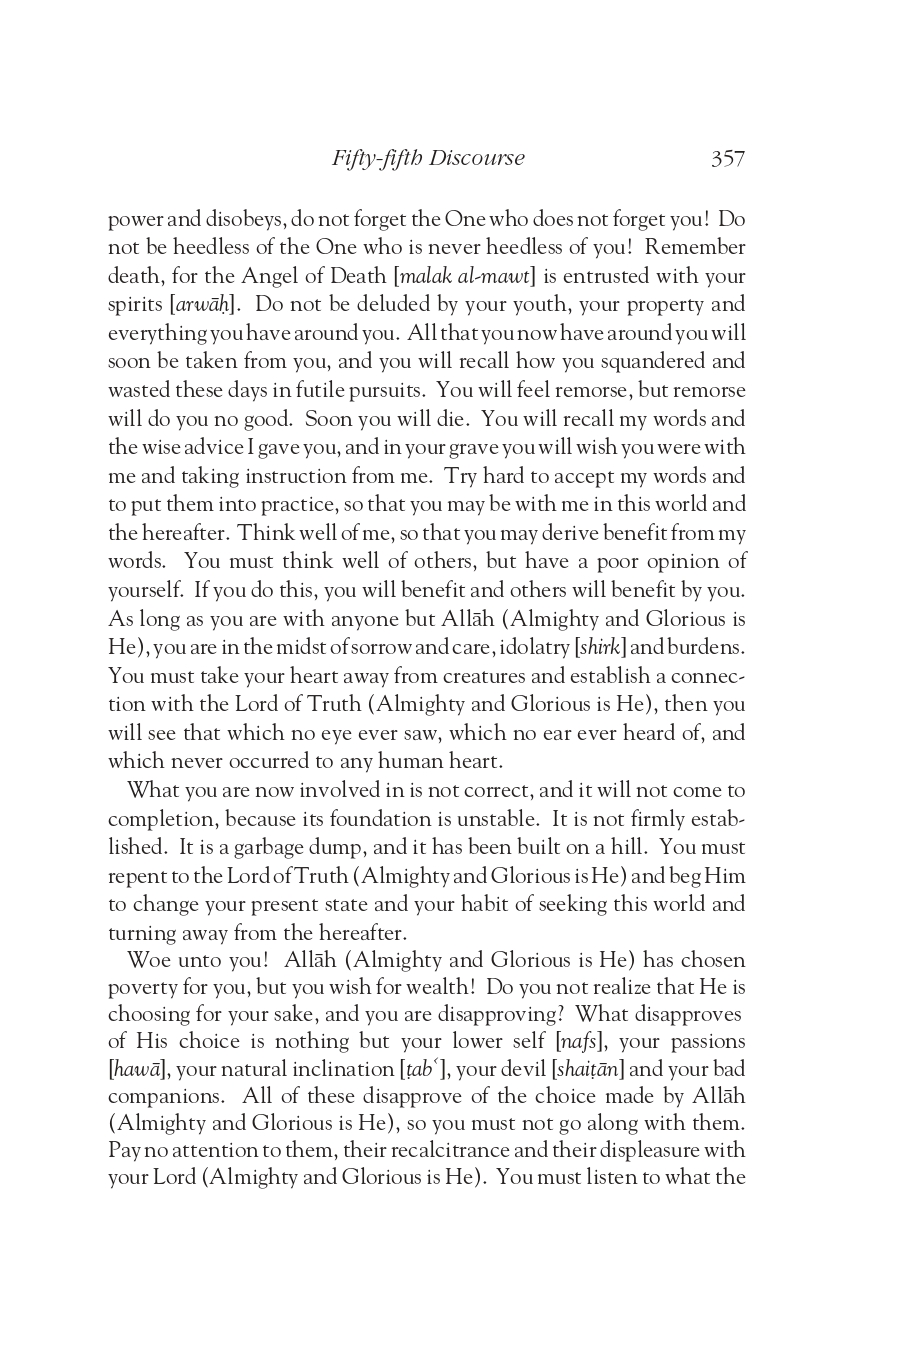 Fifty-fifth Discourse 357
power and disobeys, do not forget the One who does not forget you! Do
not be heedless of the One who is never heedless of you! Remember
death, for the Angel of Death [malak al-mawt] is entrusted with your
spirits [arwāḥ]. Do not be deluded by your youth, your property and
everything you have around you. All that you now have around you will
soon be taken from you, and you will recall how you squandered and
wasted these days in futile pursuits. You will feel remorse, but remorse
will do you no good. Soon you will die. You will recall my words and
the wise advice I gave you, and in your grave you will wish you were with
me and taking instruction from me. Try hard to accept my words and
to put them into practice, so that you may be with me in this world and
the hereafter. Think well of me, so that you may derive benefit from my
words. You must think well of others, but have a poor opinion of
yourself. If you do this, you will benefit and others will benefit by you.
As long as you are with anyone but Allāh (Almighty and Glorious is
He), you are in the midst of sorrow and care, idolatry [shirk] and burdens.
You must take your heart away from creatures and establish a connec-
tion with the Lord of Truth (Almighty and Glorious is He), then you
will see that which no eye ever saw, which no ear ever heard of, and
which never occurred to any human heart.
What you are now involved in is not correct, and it will not come to
completion, because its foundation is unstable. It is not firmly estab-
lished. It is a garbage dump, and it has been built on a hill. You must
repent to the Lord of Truth (Almighty and Glorious is He) and beg Him
to change your present state and your habit of seeking this world and
turning away from the hereafter.
Woe unto you! Allāh (Almighty and Glorious is He) has chosen
poverty for you, but you wish for wealth! Do you not realize that He is
choosing for your sake, and you are disapproving? What disapproves
of His choice is nothing but your lower self [nafs], your passions
[hawā], your natural inclination [ṭabʿ], your devil [shaiṭān] and your bad
companions. All of these disapprove of the choice made by Allāh
(Almighty and Glorious is He), so you must not go along with them.
Pay no attention to them, their recalcitrance and their displeasure with
your Lord (Almighty and Glorious is He). You must listen to what the